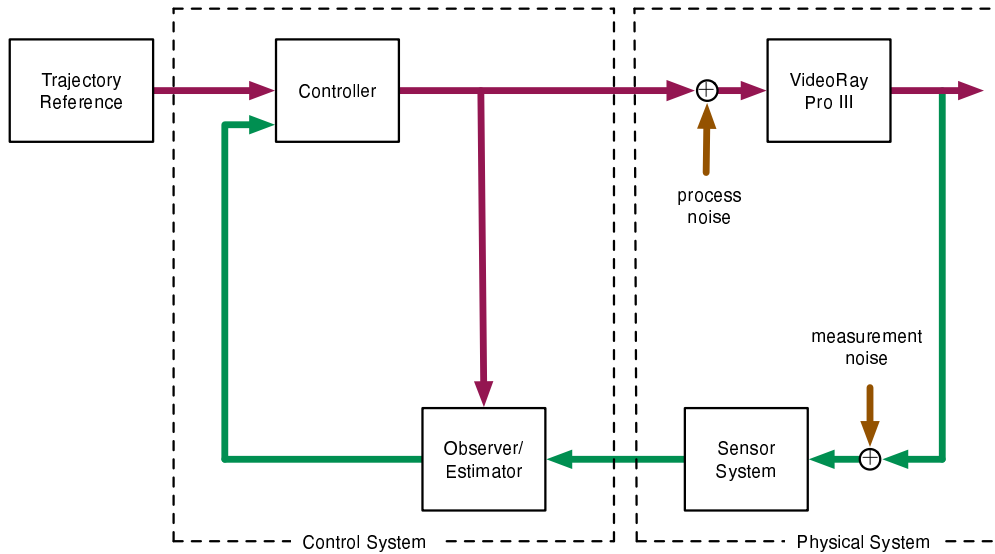 Trajectory
Reference
Controller
VideoRay
Pro III
process
noise
measurement
noise
Observer/
Estimator
Sensor
System
Control System
Physical System